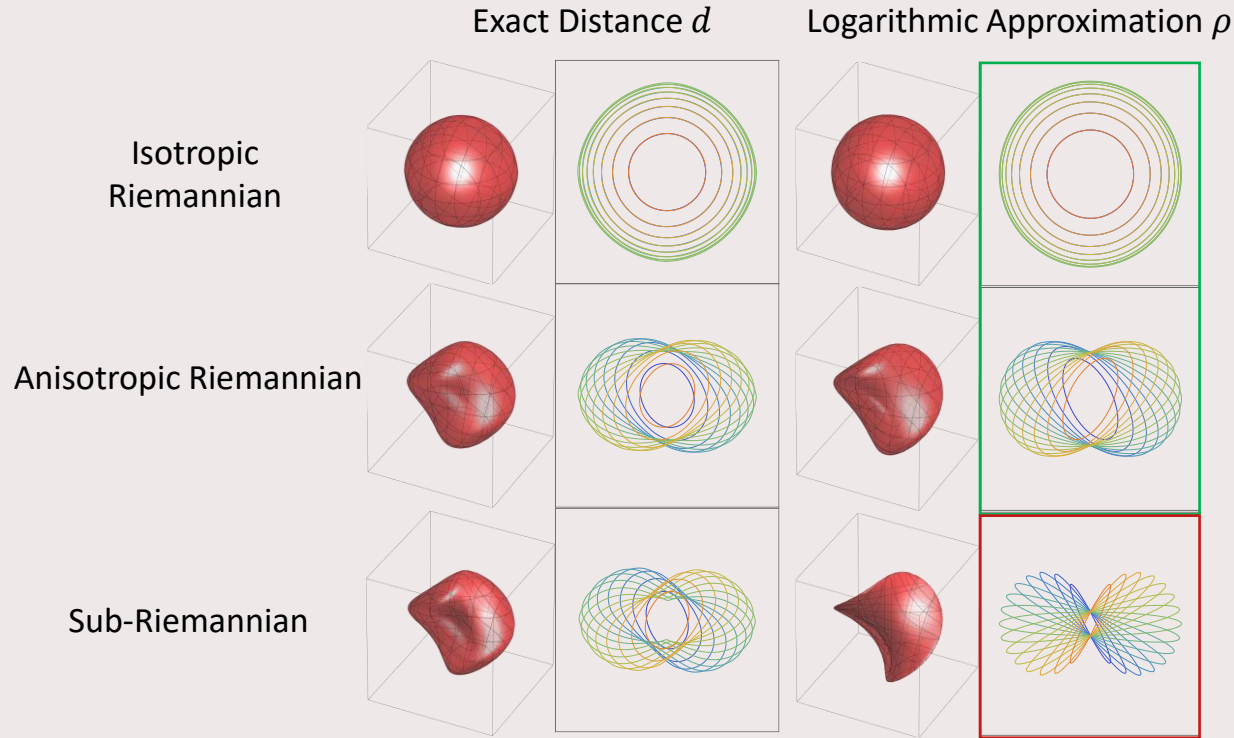 Exact Distance d
Logarithmic Approximation ρ
Isotropic
Riemannian
Anisotropic Riemannian
Sub-Riemannian